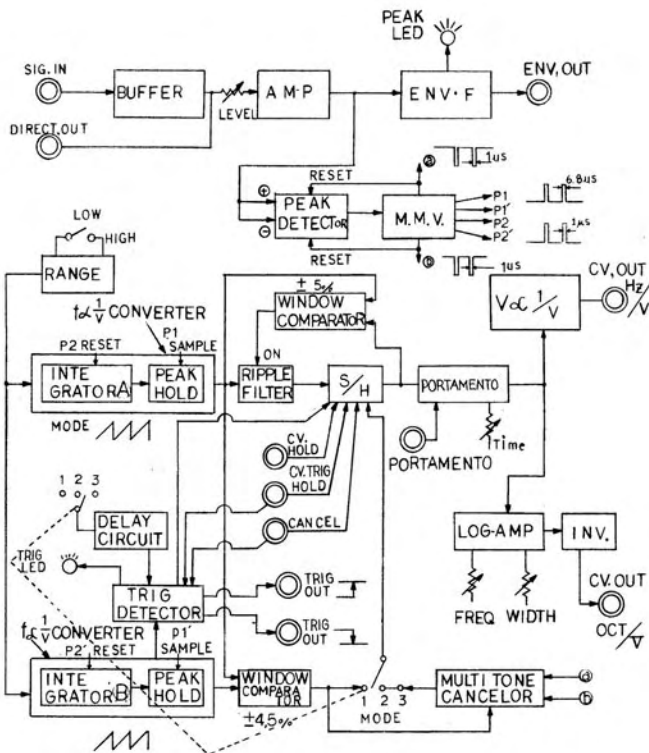 PEAK
LED
SIG. IN
BUFFER
AMP
ENV·F
ENV, OUT
LEVEL
DIRECT, OUT
ⓐ
1us
RESET
⊕
⊖
PEAK
DETECTOR
M.M.V.
P1
P1'
P2
P2'
6.8us
1μs
RESET
ⓑ
1us
LOW
HIGH
RANGE
± 5%
WINDOW
COMPARATOR
V∝ 1/V
CV, OUT
Hz/V
f∝ 1/V CONVERTER
P1
P2 RESET
SAMPLE
ON
INTE
GRATOR A
PEAK
HOLD
RIPPLE
FILTER
S/H
PORTAMENTO
MODE
Time
PORTAMENTO
CV.
HOLD
CV.TRIG
HOLD
CANCEL
1 2 3
DELAY
CIRCUIT
TRIG
LED
TRIG
DETECTOR
TRIG
OUT
TRIG
OUT
LOG-AMP
INV.
FREQ
WIDTH
CV.OUT
OCT/V
f∝ 1/V CONVERTER
P2' RESET
P1'
SAMPLE
INTE
GRATOR B
PEAK
HOLD
WINDOW
COMPARA
TOR
±4,5%
1 2 3
MODE
MULTI TONE
CANCELOR
ⓐ
ⓑ